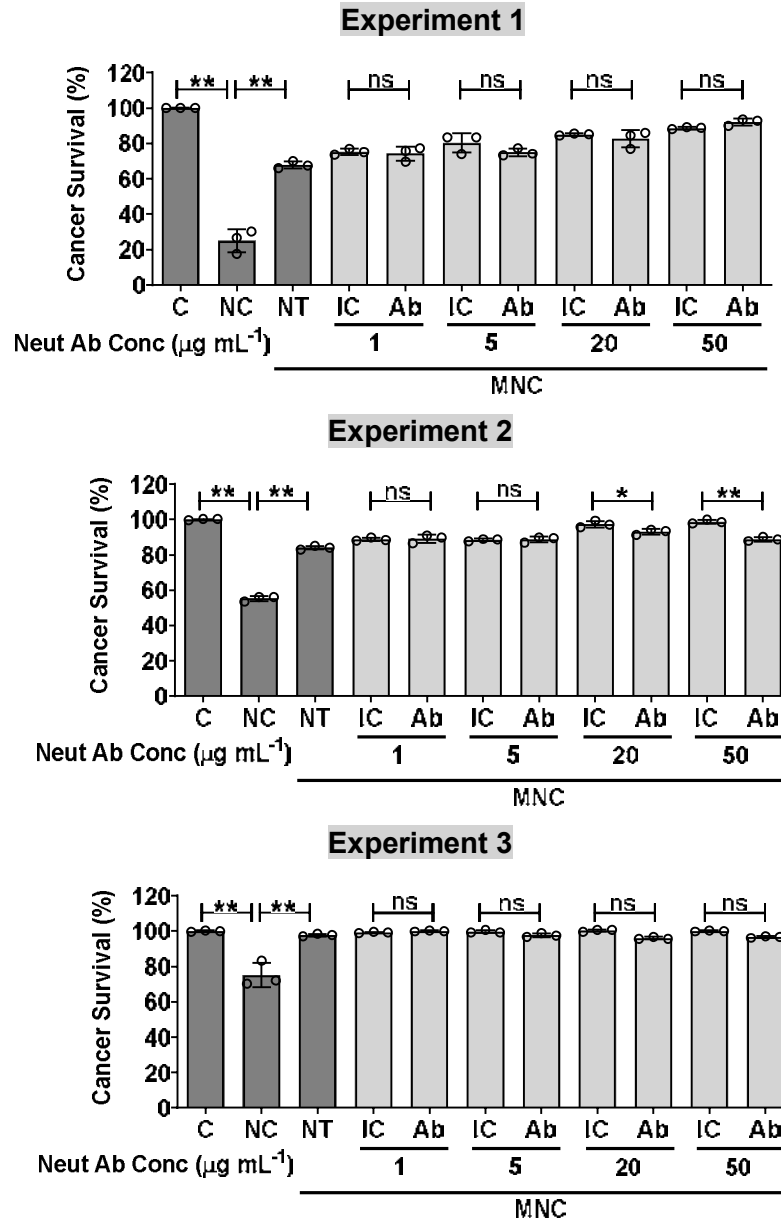 Experiment 1
** ** ns ns ns ns
Cancer Survival (%)
120
100
80
60
40
20
0
C NC NT IC Ab IC Ab IC Ab IC Ab
Neut Ab Conc (µg mL⁻¹) 1 5 20 50
MNC
Experiment 2
** ** ns ns * **
Cancer Survival (%)
120
100
80
60
40
20
0
C NC NT IC Ab IC Ab IC Ab IC Ab
Neut Ab Conc (µg mL⁻¹) 1 5 20 50
MNC
Experiment 3
** ** ns ns ns ns
Cancer Survival (%)
120
100
80
60
40
20
0
C NC NT IC Ab IC Ab IC Ab IC Ab
Neut Ab Conc (µg mL⁻¹) 1 5 20 50
MNC